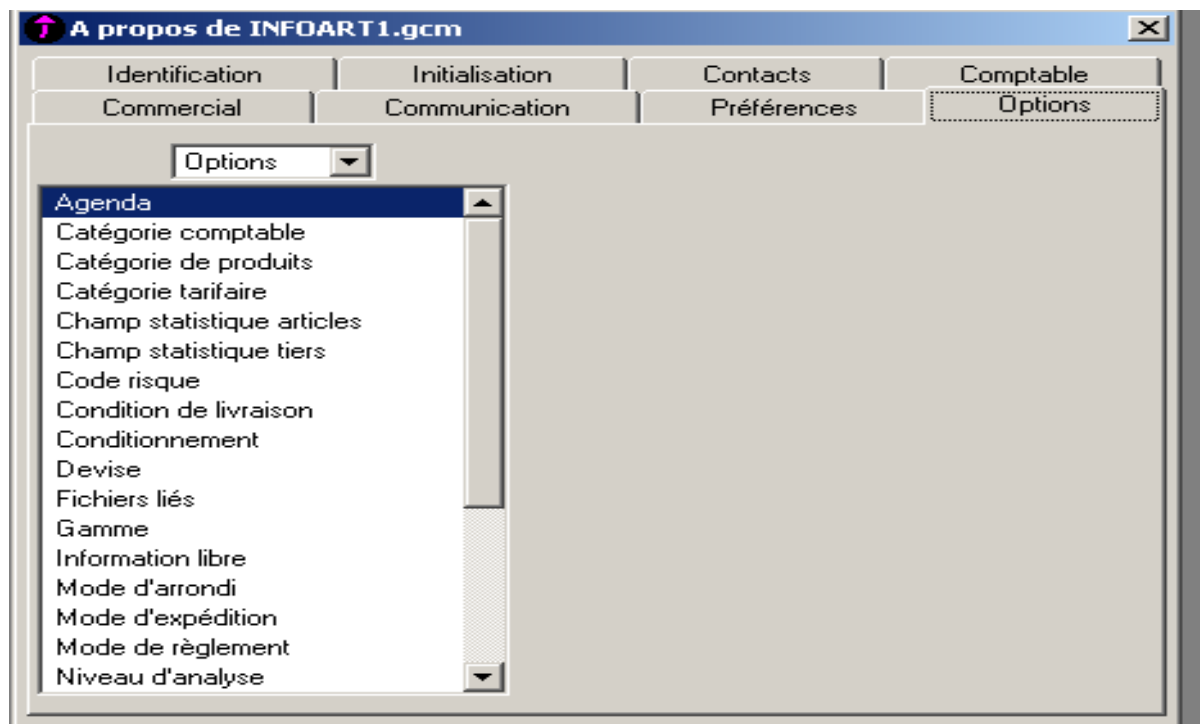 A propos de INFOART1.gcm
Identification Initialisation Contacts Comptable
Commercial Communication Préférences Options
Options
Agenda
Catégorie comptable
Catégorie de produits
Catégorie tarifaire
Champ statistique articles
Champ statistique tiers
Code risque
Condition de livraison
Conditionnement
Devise
Fichiers liés
Gamme
Information libre
Mode d'arrondi
Mode d'expédition
Mode de règlement
Niveau d'analyse